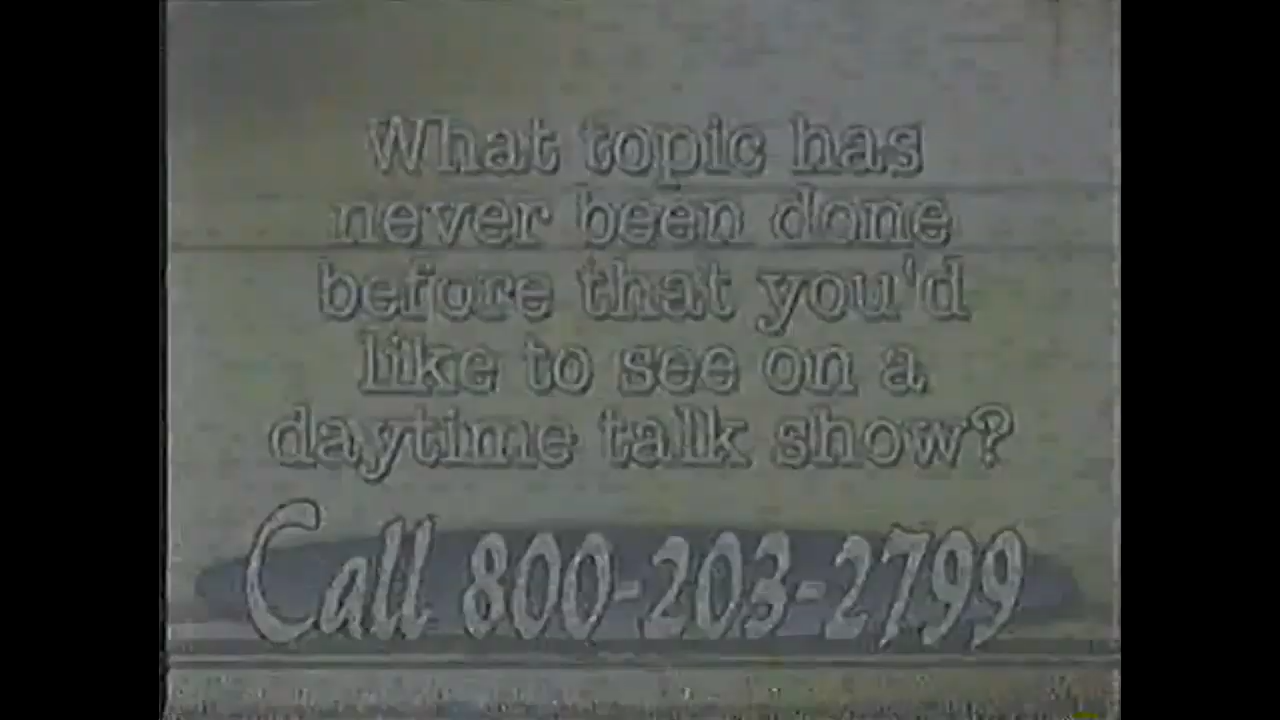 What topic has
never been done
before that you'd
like to see on a
daytime talk show?
Call 800-203-2799